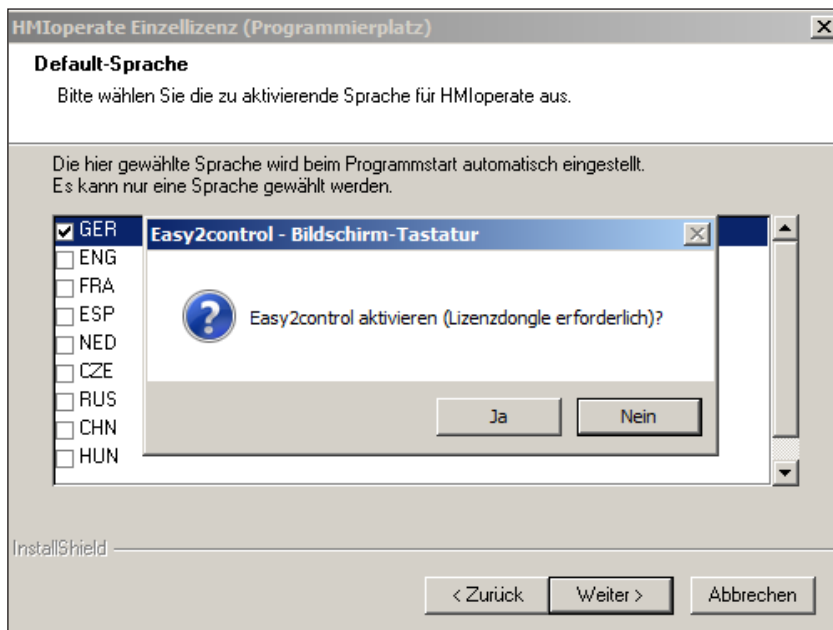 HMIoperate Einzellizenz (Programmierplatz)
Default-Sprache
Bitte wählen Sie die zu aktivierende Sprache für HMIoperate aus.
Die hier gewählte Sprache wird beim Programmstart automatisch eingestellt.
Es kann nur eine Sprache gewählt werden.
GER
ENG
FRA
ESP
NED
CZE
RUS
CHN
HUN
Easy2control - Bildschirm-Tastatur
Easy2control aktivieren (Lizenzdongle erforderlich)?
Ja Nein
InstallShield
< Zurück Weiter > Abbrechen